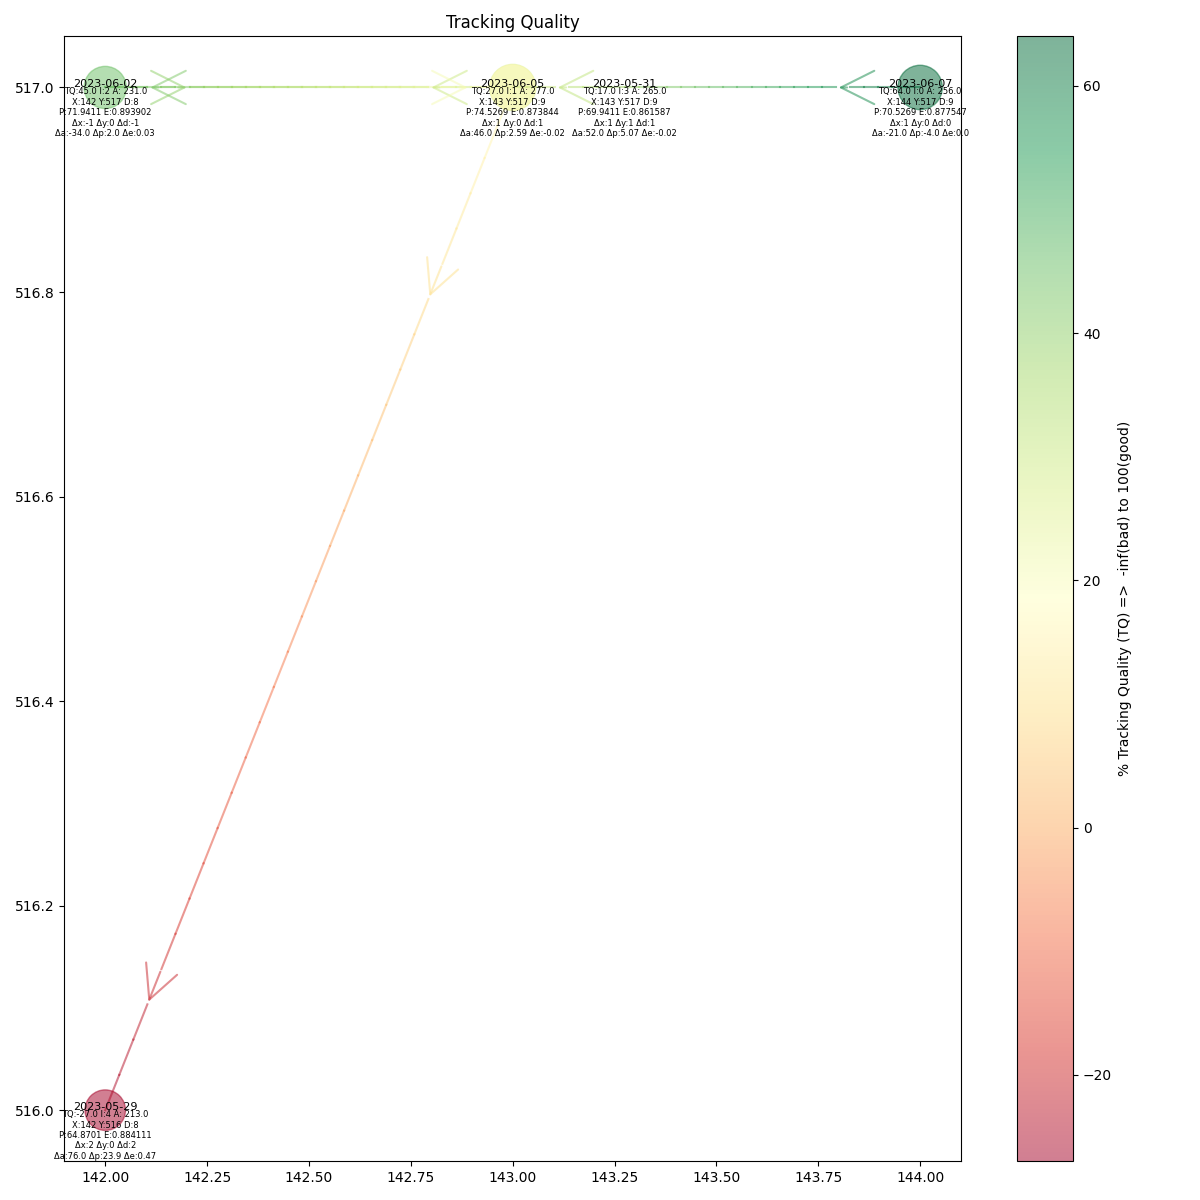 Tracking Quality
517.0
516.8
516.6
516.4
516.2
516.0
2023-06-02
TQ:45.0 I:2 A: 231.0
X:142 Y:517 D:8
P:71.9411 E:0.893902
Δx:-1 Δy:0 Δd:-1
Δa:-34.0 Δp:2.0 Δe:0.03
2023-06-05
TQ:27.0 I:1 A: 277.0
X:143 Y:517 D:9
P:74.5269 E:0.873844
Δx:1 Δy:0 Δd:1
Δa:46.0 Δp:2.59 Δe:-0.02
2023-05-31
TQ:17.0 I:3 A: 265.0
X:143 Y:517 D:9
P:69.9411 E:0.861587
Δx:1 Δy:1 Δd:1
Δa:52.0 Δp:5.07 Δe:-0.02
2023-06-07
TQ:64.0 I:0 A: 256.0
X:144 Y:517 D:9
P:70.5269 E:0.877547
Δx:1 Δy:0 Δd:0
Δa:-21.0 Δp:-4.0 Δe:0.0
2023-05-29
TQ:-27.0 I:4 A: 213.0
X:142 Y:516 D:8
P:64.8701 E:0.884111
Δx:2 Δy:0 Δd:2
Δa:76.0 Δp:23.9 Δe:0.47
142.00
142.25
142.50
142.75
143.00
143.25
143.50
143.75
144.00
60
40
20
0
−20
% Tracking Quality (TQ) => -inf(bad) to 100(good)